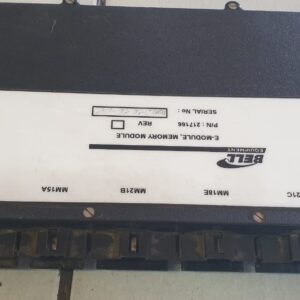 BELL
EQUIPMENT
E-MODULE, MEMORY MODULE
P/N : 217166 REV
SERIAL No :
21C MM18E MM21B MM15A